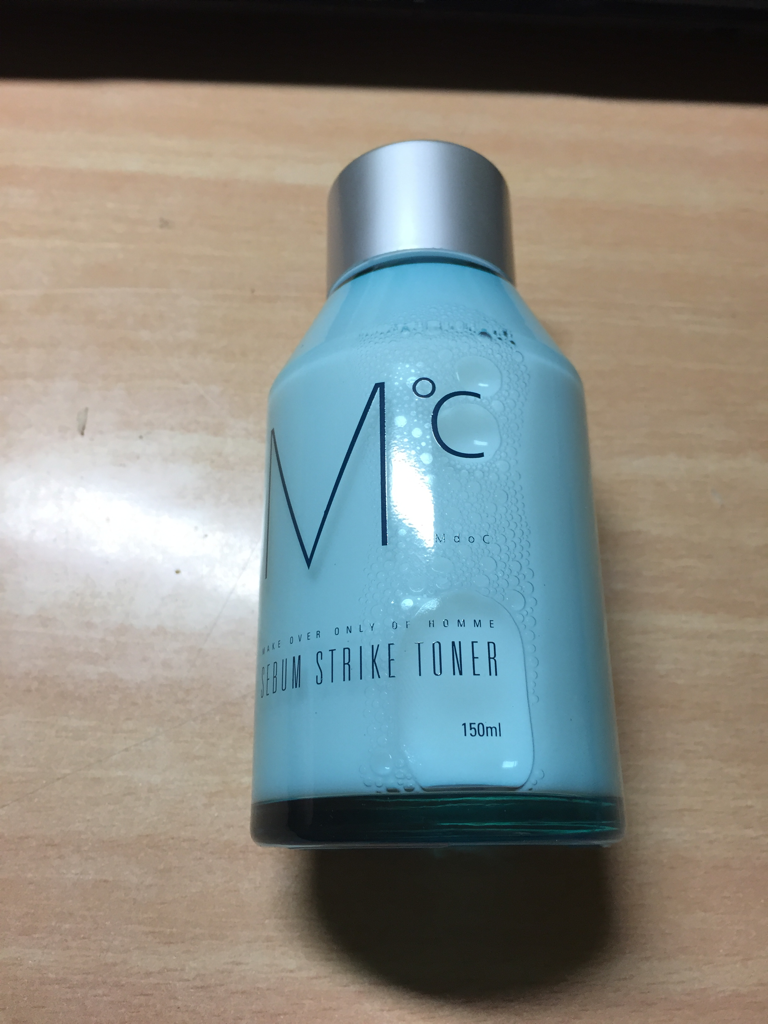 M°C
MdoC
MAKE OVER ONLY OF HOMME
SEBUM STRIKE TONER
150ml